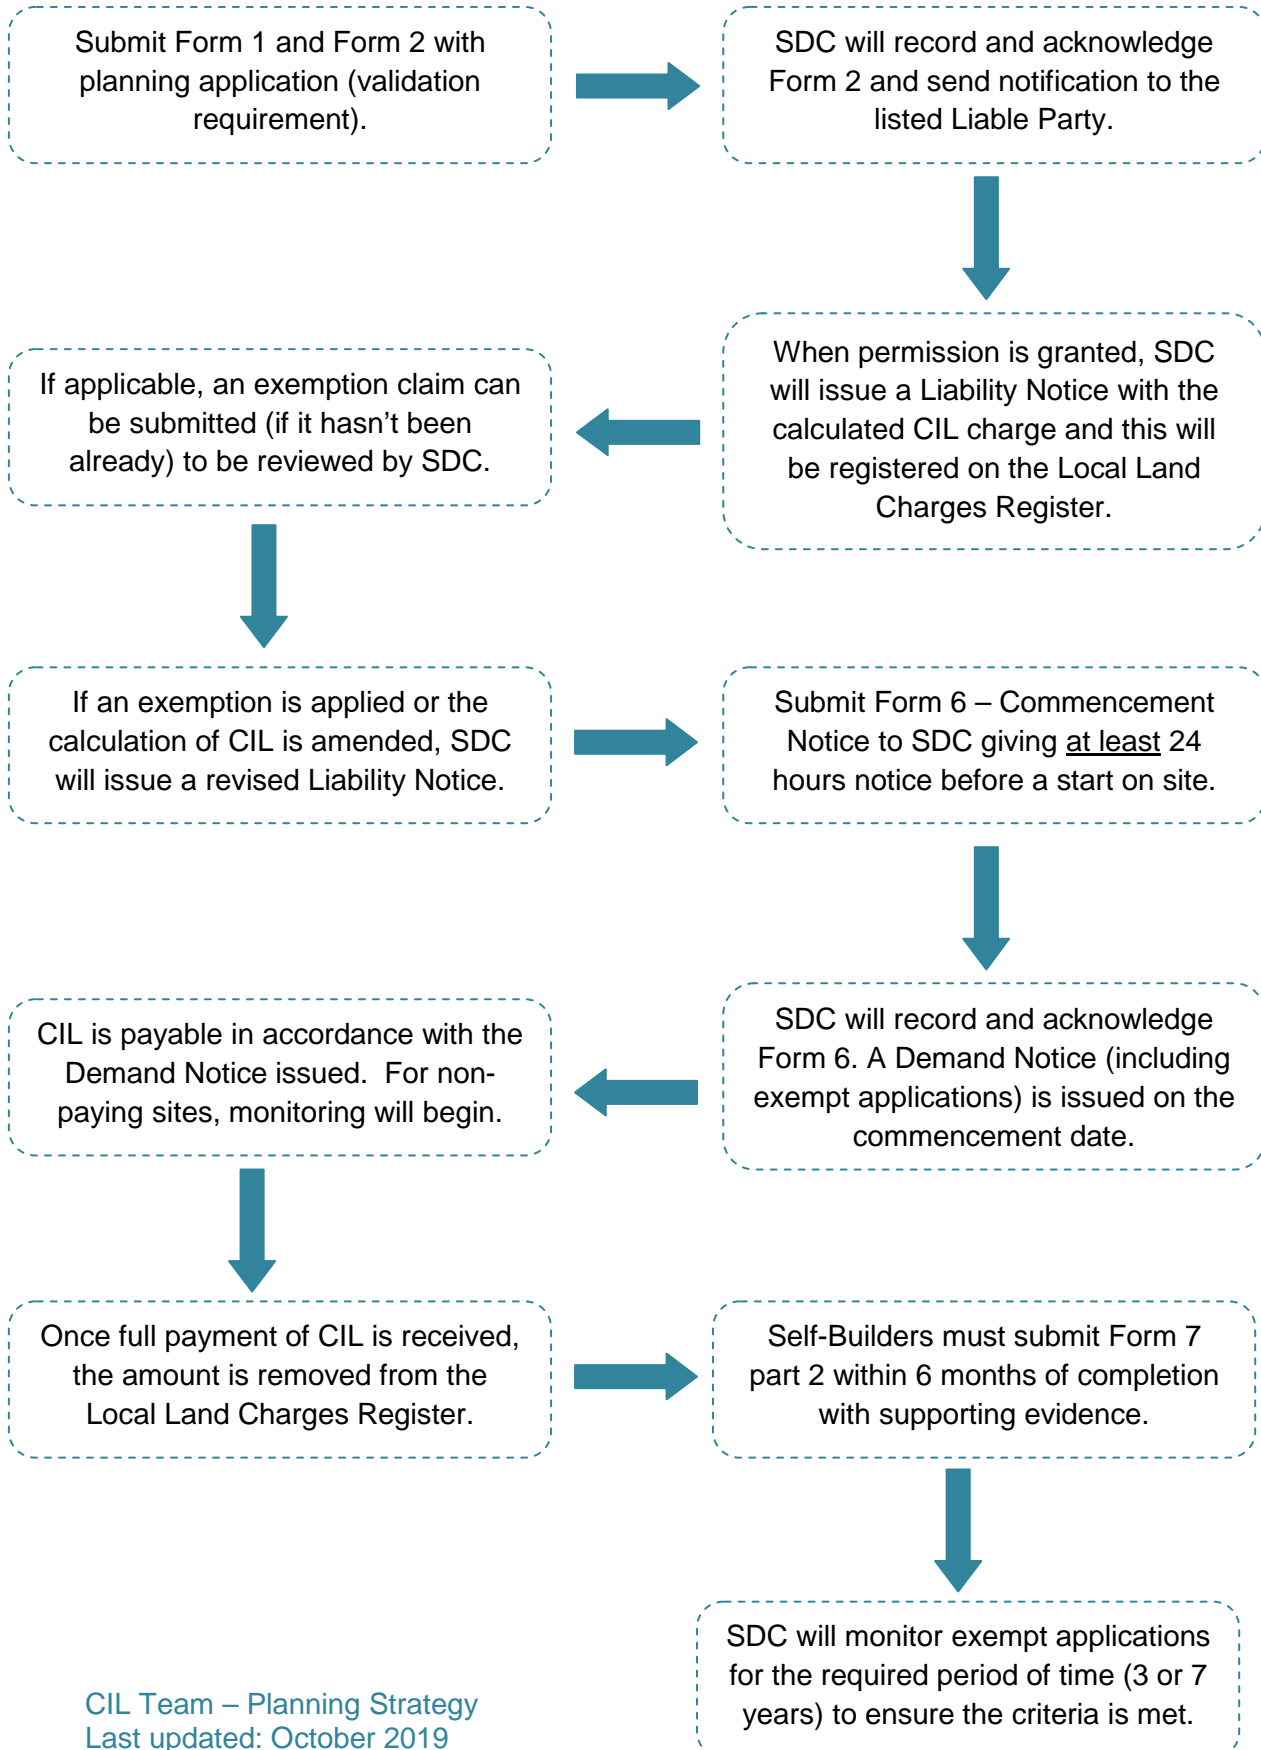 Submit Form 1 and Form 2 with
planning application (validation
requirement).
SDC will record and acknowledge
Form 2 and send notification to the
listed Liable Party.
When permission is granted, SDC
will issue a Liability Notice with the
calculated CIL charge and this will
be registered on the Local Land
Charges Register.
If applicable, an exemption claim can
be submitted (if it hasn't been
already) to be reviewed by SDC.
If an exemption is applied or the
calculation of CIL is amended, SDC
will issue a revised Liability Notice.
Submit Form 6 – Commencement
Notice to SDC giving at least 24
hours notice before a start on site.
SDC will record and acknowledge
Form 6. A Demand Notice (including
exempt applications) is issued on the
commencement date.
CIL is payable in accordance with the
Demand Notice issued.  For non-
paying sites, monitoring will begin.
Once full payment of CIL is received,
the amount is removed from the
Local Land Charges Register.
Self-Builders must submit Form 7
part 2 within 6 months of completion
with supporting evidence.
SDC will monitor exempt applications
for the required period of time (3 or 7
years) to ensure the criteria is met.
CIL Team – Planning Strategy
Last updated: October 2019